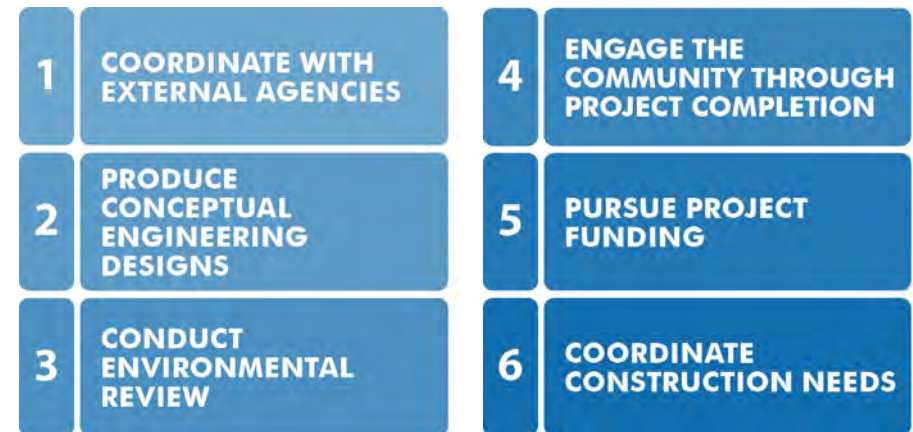 1
COORDINATE WITH
EXTERNAL AGENCIES
2
PRODUCE
CONCEPTUAL
ENGINEERING
DESIGNS
3
CONDUCT
ENVIRONMENTAL
REVIEW
4
ENGAGE THE
COMMUNITY THROUGH
PROJECT COMPLETION
5
PURSUE PROJECT
FUNDING
6
COORDINATE
CONSTRUCTION NEEDS